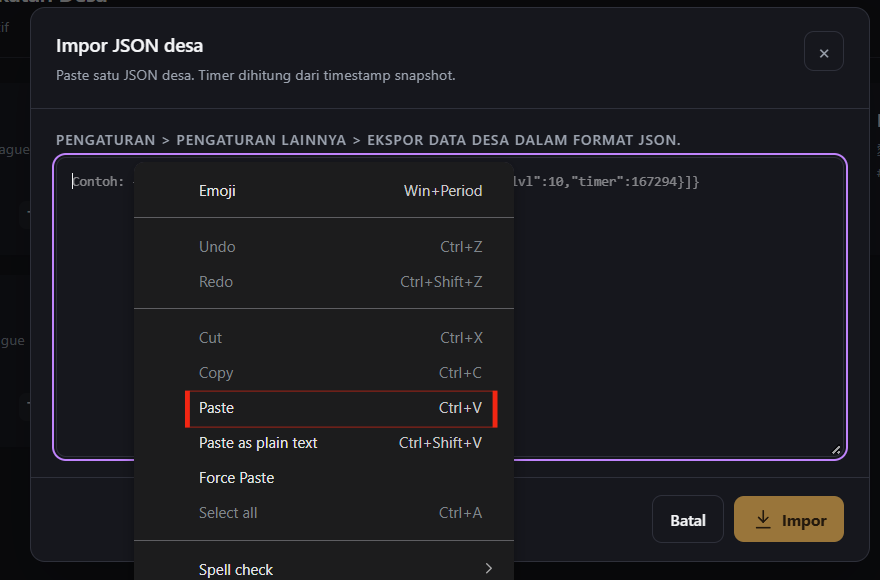 Impor JSON desa
Paste satu JSON desa. Timer dihitung dari timestamp snapshot.
PENGATURAN > PENGATURAN LAINNYA > EKSPOR DATA DESA DALAM FORMAT JSON.
Contoh: lvl":10,"timer":167294}]}
Emoji Win+Period
Undo Ctrl+Z
Redo Ctrl+Shift+Z
Cut Ctrl+X
Copy Ctrl+C
Paste Ctrl+V
Paste as plain text Ctrl+Shift+V
Force Paste
Select all Ctrl+A
Spell check
Batal
Impor